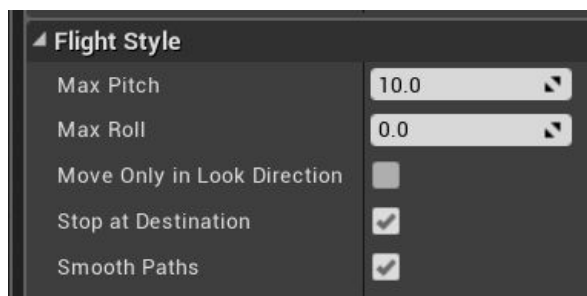 Flight Style
Max Pitch 10.0
Max Roll 0.0
Move Only in Look Direction
Stop at Destination
Smooth Paths